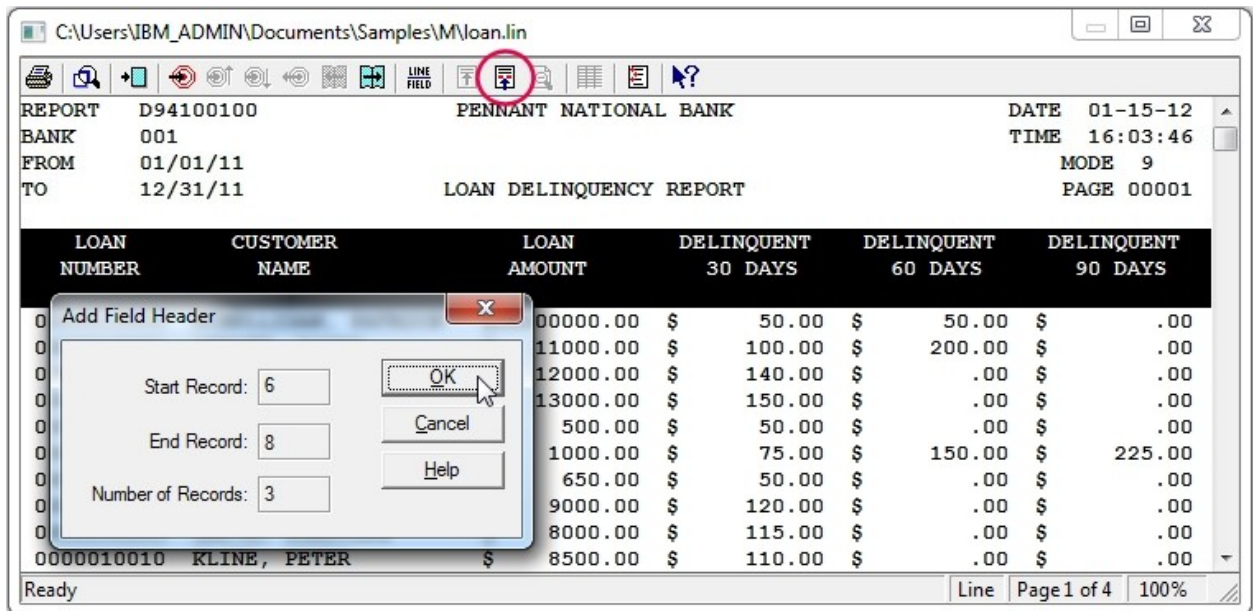 C:\Users\IBM_ADMIN\Documents\Samples\M\loan.lin
LINE
FIELD
REPORT D94100100 PENNANT NATIONAL BANK DATE 01-15-12
BANK 001 TIME 16:03:46
FROM 01/01/11 MODE 9
TO 12/31/11 LOAN DELINQUENCY REPORT PAGE 00001
LOAN CUSTOMER LOAN DELINQUENT DELINQUENT DELINQUENT
NUMBER NAME AMOUNT 30 DAYS 60 DAYS 90 DAYS
Add Field Header
Start Record: 6
End Record: 8
Number of Records: 3
OK
Cancel
Help
00000.00 $ 50.00 $ 50.00 $ .00
11000.00 $ 100.00 $ 200.00 $ .00
12000.00 $ 140.00 $ .00 $ .00
13000.00 $ 150.00 $ .00 $ .00
500.00 $ 50.00 $ .00 $ .00
1000.00 $ 75.00 $ 150.00 $ 225.00
650.00 $ 50.00 $ .00 $ .00
9000.00 $ 120.00 $ .00 $ .00
8000.00 $ 115.00 $ .00 $ .00
0000010010 KLINE, PETER $ 8500.00 $ 110.00 $ .00 $ .00
Ready Line Page 1 of 4 100%